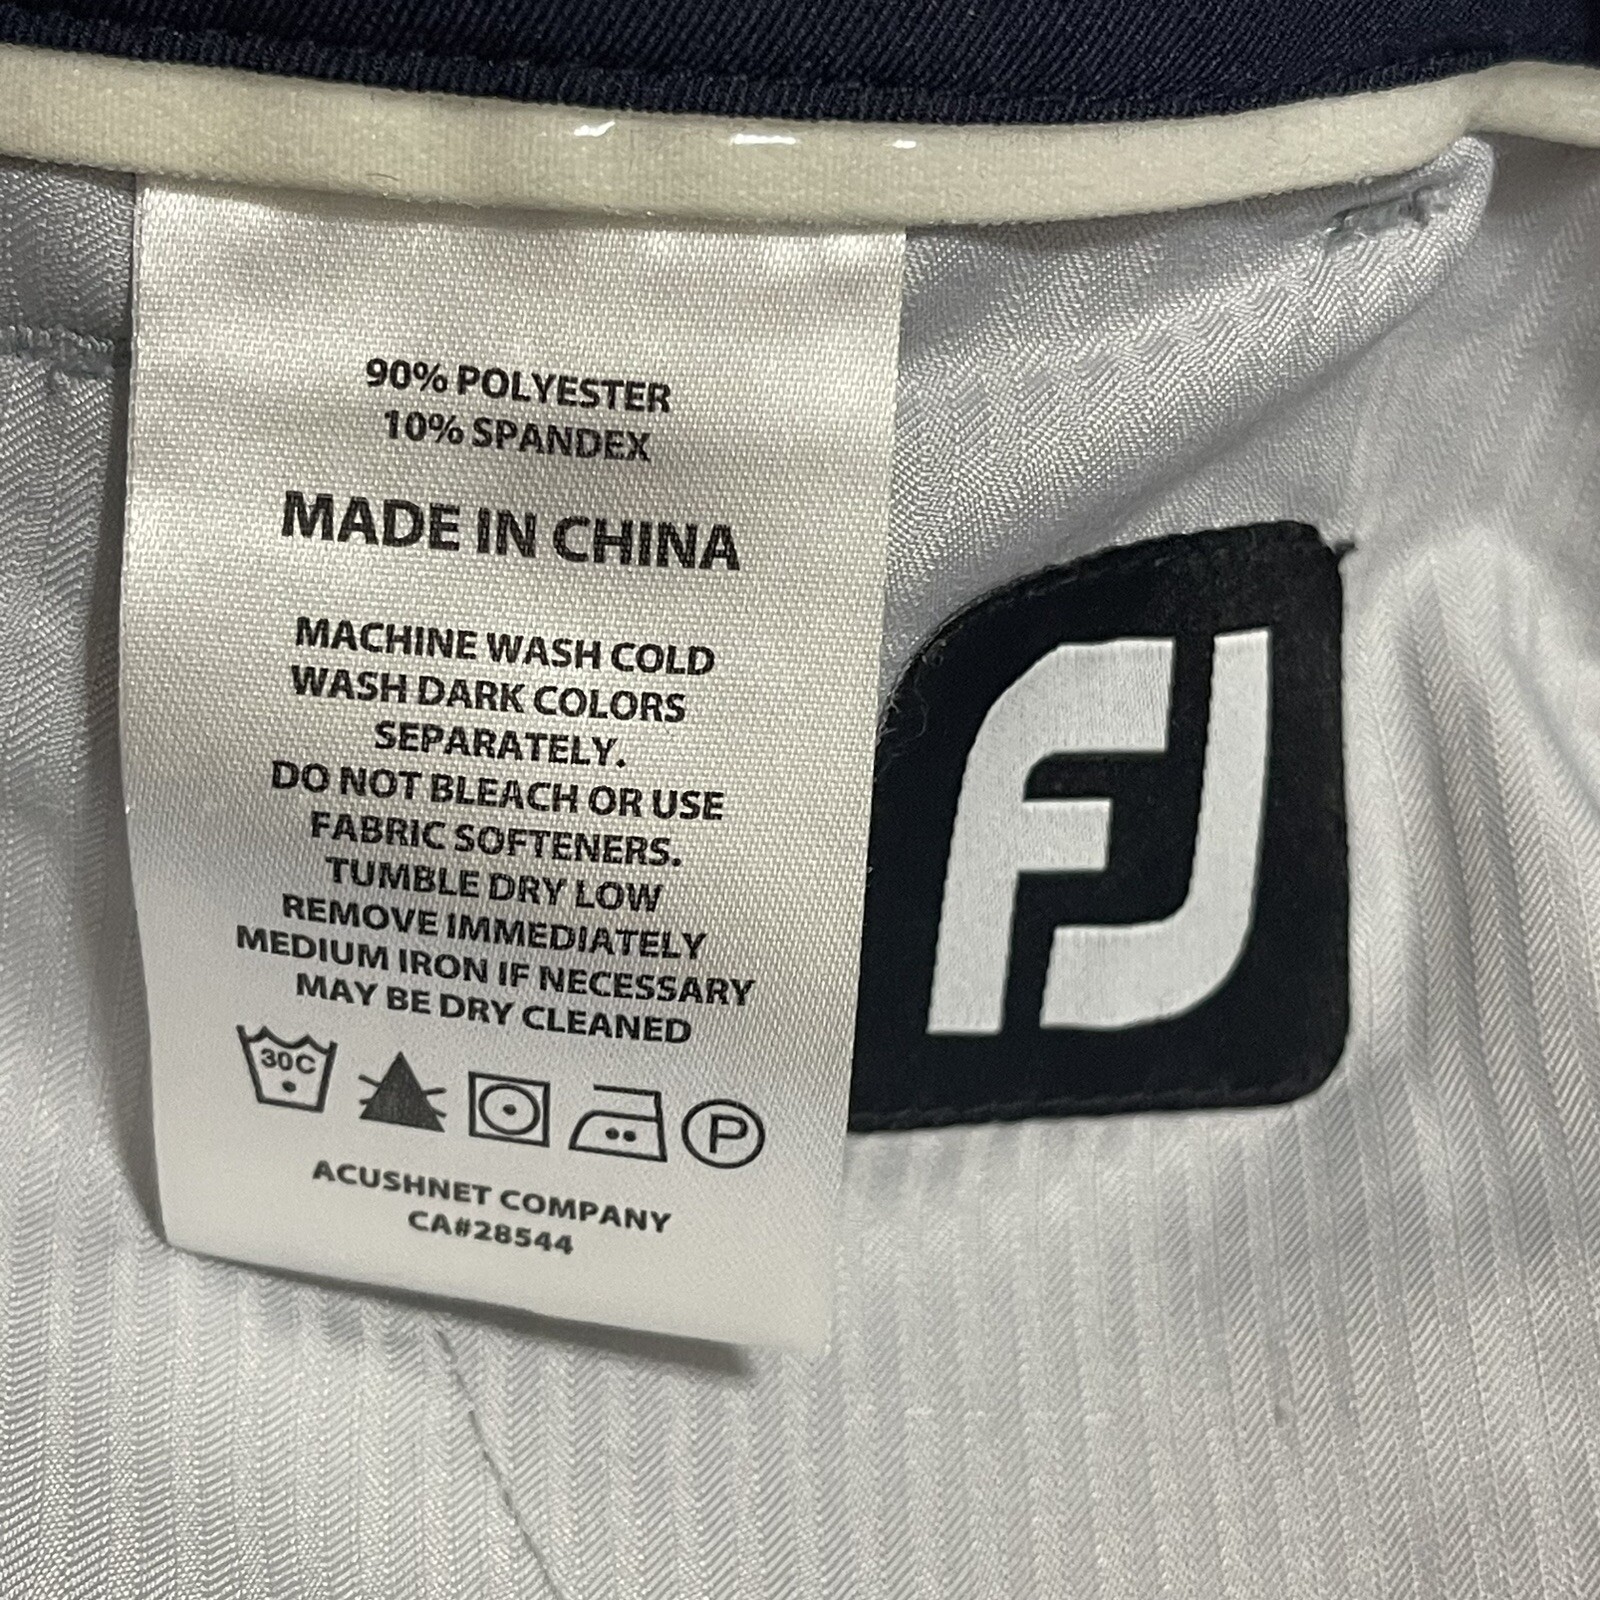 90% POLYESTER
10% SPANDEX
MADE IN CHINA
MACHINE WASH COLD
WASH DARK COLORS
SEPARATELY.
DO NOT BLEACH OR USE
FABRIC SOFTENERS.
TUMBLE DRY LOW
REMOVE IMMEDIATELY
MEDIUM IRON IF NECESSARY
MAY BE DRY CLEANED
30C
P
ACUSHNET COMPANY
CA#28544
FJ